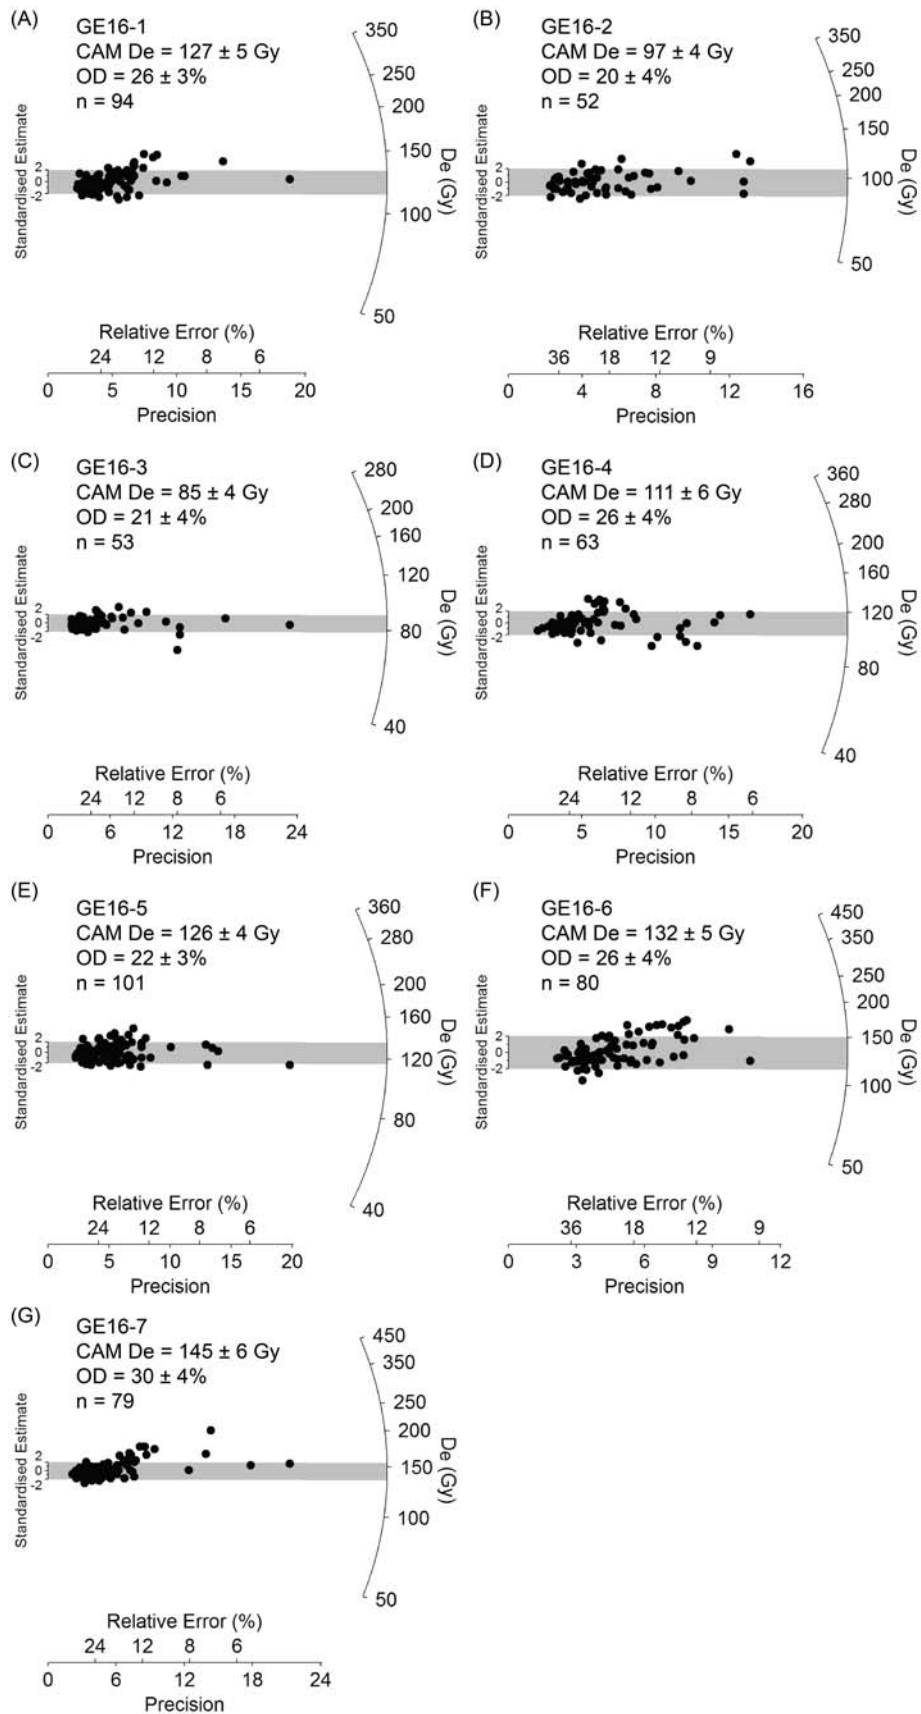 (A)
GE16-1
CAM De = 127 ± 5 Gy
OD = 26 ± 3%
n = 94
Standardised Estimate
2
0
-2
350
250
200
150
100
50
De (Gy)
Relative Error (%)
24 12 8 6
0 5 10 15 20
Precision
(B)
GE16-2
CAM De = 97 ± 4 Gy
OD = 20 ± 4%
n = 52
Standardised Estimate
2
0
-2
350
250
200
150
100
50
De (Gy)
Relative Error (%)
36 18 12 9
0 4 8 12 16
Precision
(C)
GE16-3
CAM De = 85 ± 4 Gy
OD = 21 ± 4%
n = 53
Standardised Estimate
2
0
-2
280
200
160
120
80
40
De (Gy)
Relative Error (%)
24 12 8 6
0 6 12 18 24
Precision
(D)
GE16-4
CAM De = 111 ± 6 Gy
OD = 26 ± 4%
n = 63
Standardised Estimate
2
0
-2
360
280
200
160
120
80
40
De (Gy)
Relative Error (%)
24 12 8 6
0 5 10 15 20
Precision
(E)
GE16-5
CAM De = 126 ± 4 Gy
OD = 22 ± 3%
n = 101
Standardised Estimate
2
0
-2
360
280
200
160
120
80
40
De (Gy)
Relative Error (%)
24 12 8 6
0 5 10 15 20
Precision
(F)
GE16-6
CAM De = 132 ± 5 Gy
OD = 26 ± 4%
n = 80
Standardised Estimate
2
0
-2
450
350
250
200
150
100
50
De (Gy)
Relative Error (%)
36 18 12 9
0 3 6 9 12
Precision
(G)
GE16-7
CAM De = 145 ± 6 Gy
OD = 30 ± 4%
n = 79
Standardised Estimate
2
0
-2
450
350
250
200
150
100
50
De (Gy)
Relative Error (%)
24 12 8 6
0 6 12 18 24
Precision